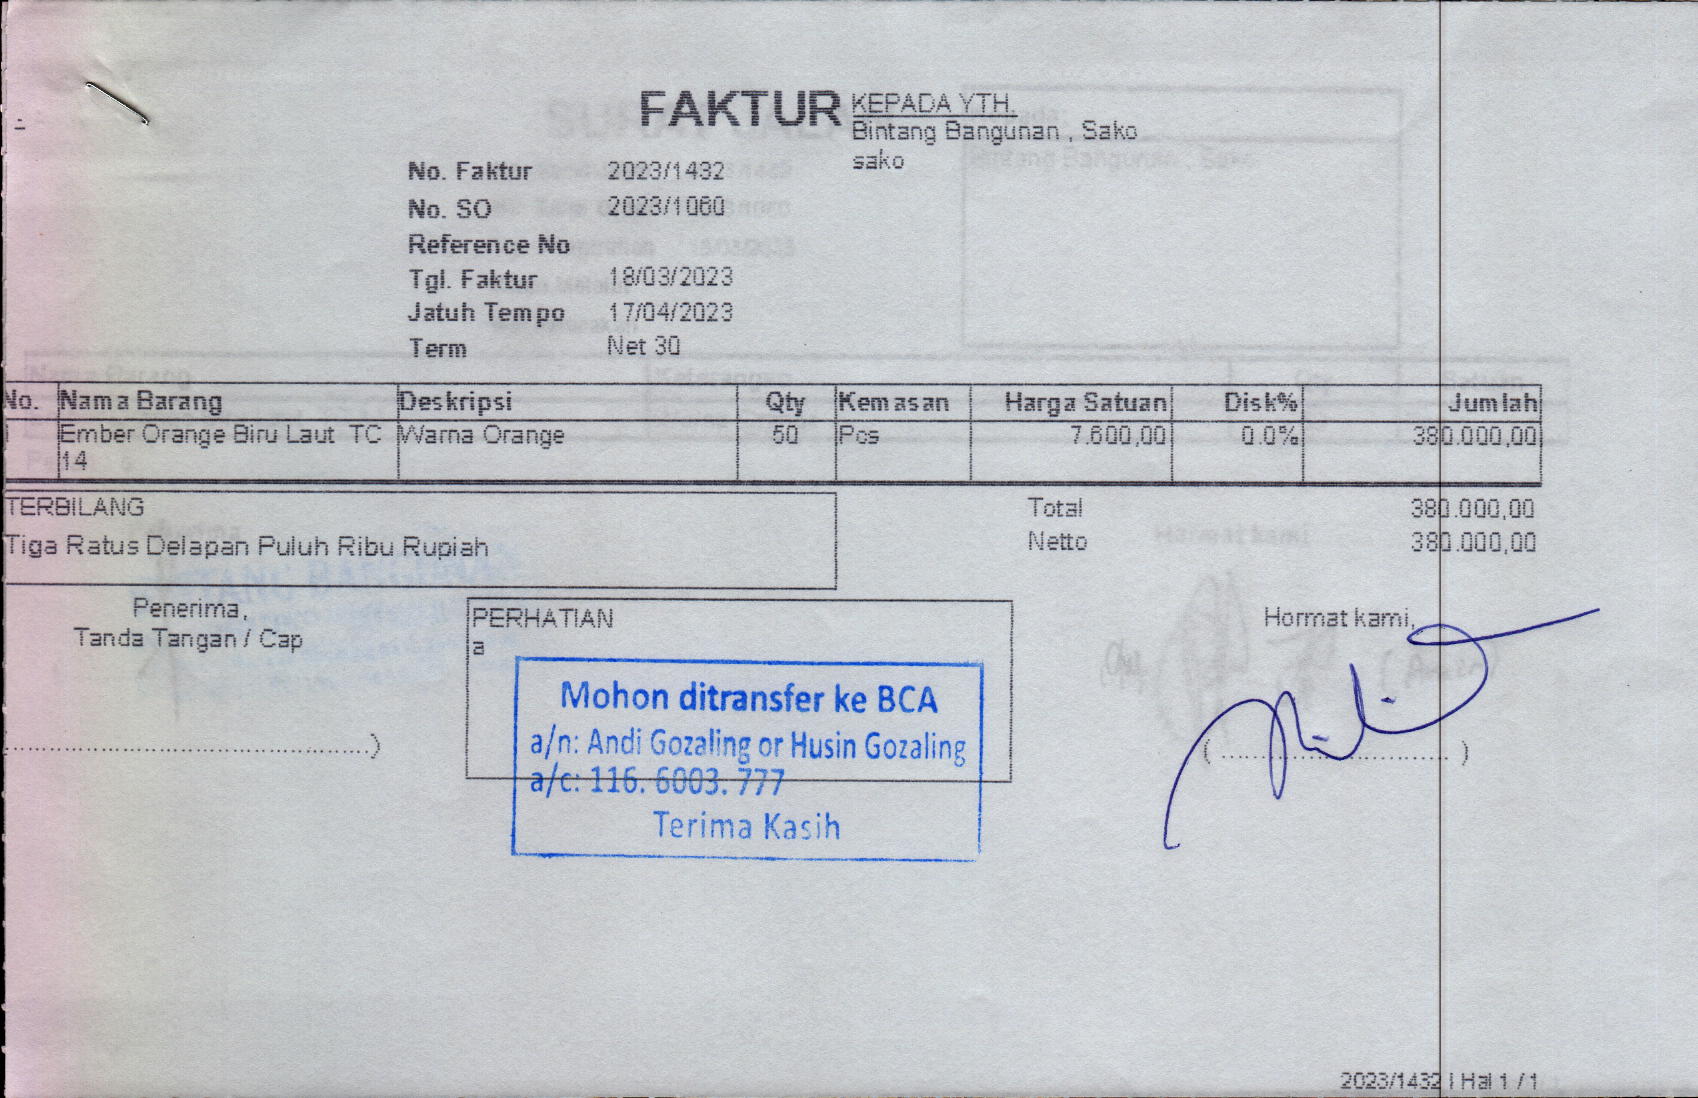 FAKTUR
KEPADA YTH.
Bintang Bangunan , Sako
sako
No. Faktur 2023/1432
No. SO 2023/1060
Reference No
Tgl. Faktur 18/03/2023
Jatuh Tempo 17/04/2023
Term Net 30
No. Nama Barang Deskripsi Qty Kemasan Harga Satuan Disk% Jumlah
Ember Orange Biru Laut TC Warna Orange 50 Pcs 7.600,00 0.0% 380.000,00
14
TERBILANG Total 380.000,00
Tiga Ratus Delapan Puluh Ribu Rupiah Netto 380.000,00
Penerima,
Tanda Tangan / Cap
PERHATIAN
a
Hormat kami,
Mohon ditransfer ke BCA
a/n: Andi Gozaling or Husin Gozaling
a/c: 116. 6003. 777
Terima Kasih
2023/1432 | Hal 1 / 1